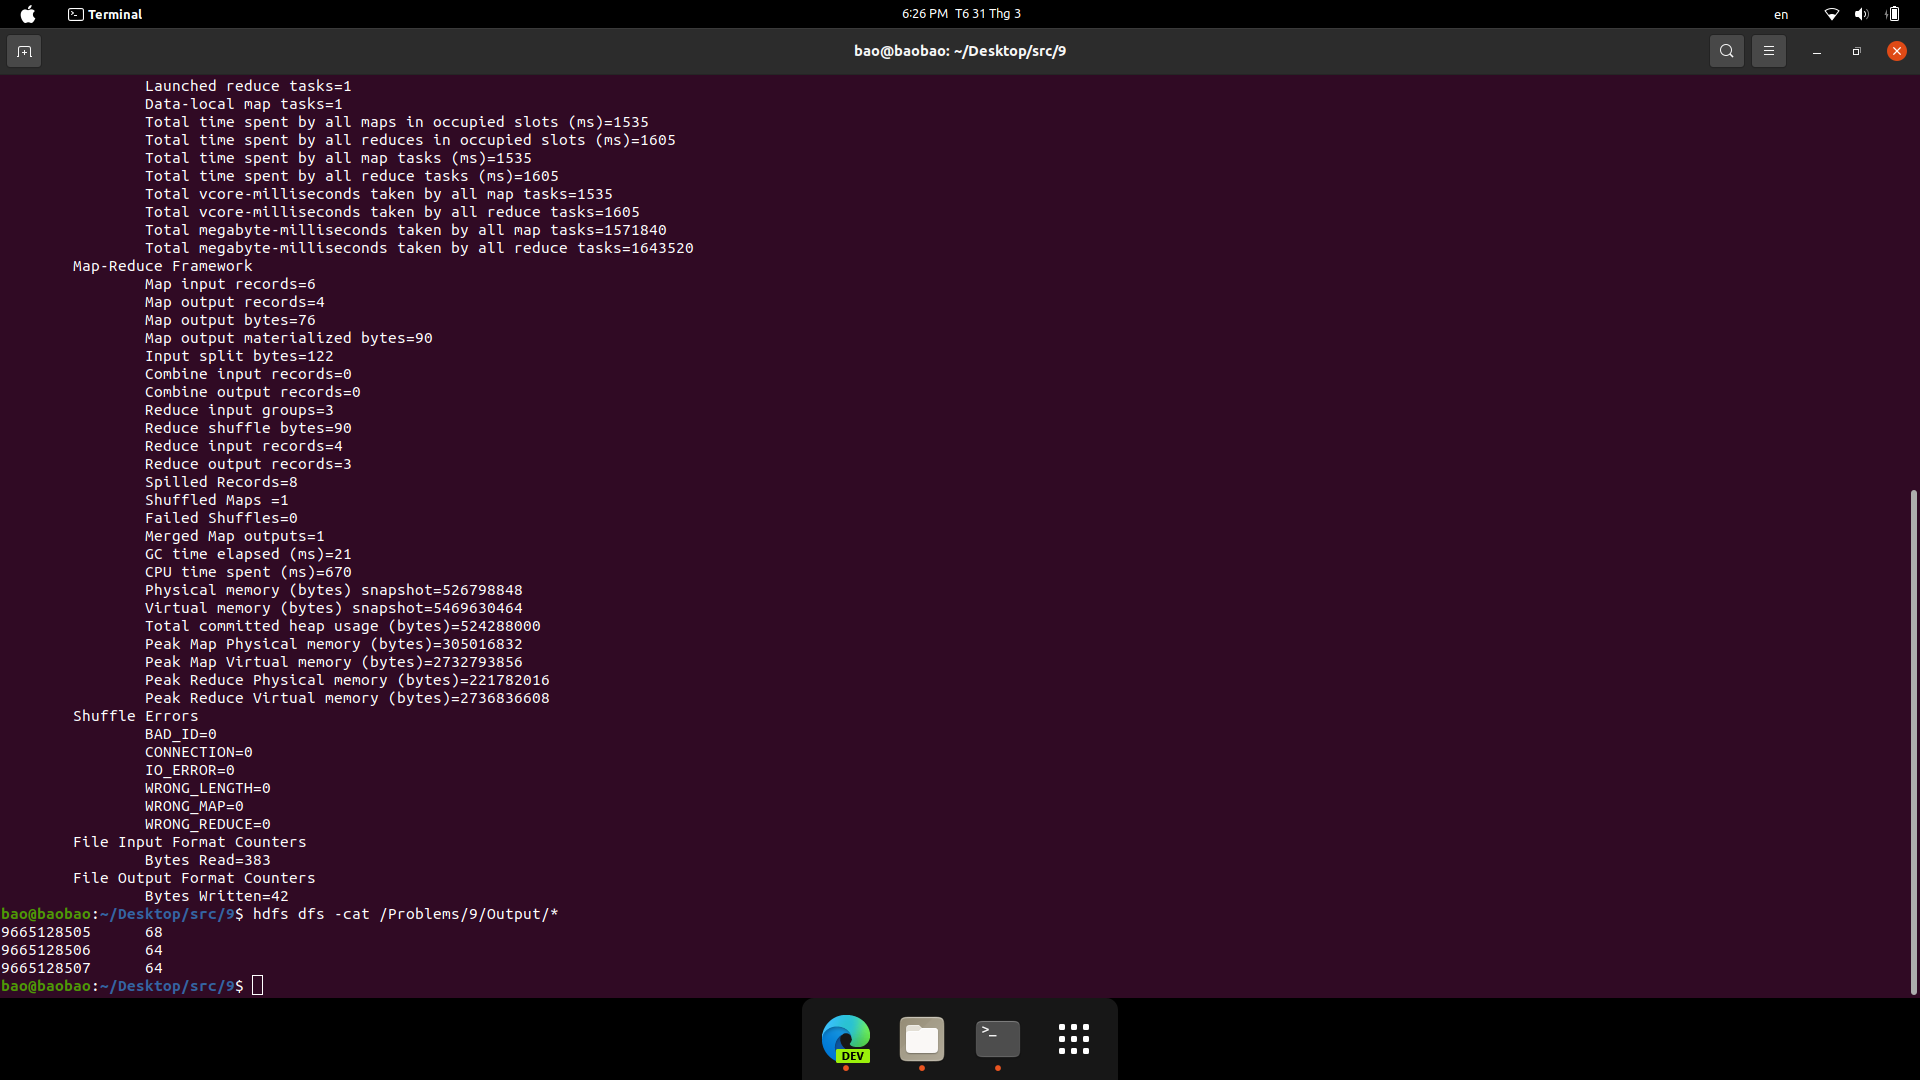 Terminal
6:26 PM T6 31 Thg 3
en
bao@baobao: ~/Desktop/src/9
Launched reduce tasks=1
Data-local map tasks=1
Total time spent by all maps in occupied slots (ms)=1535
Total time spent by all reduces in occupied slots (ms)=1605
Total time spent by all map tasks (ms)=1535
Total time spent by all reduce tasks (ms)=1605
Total vcore-milliseconds taken by all map tasks=1535
Total vcore-milliseconds taken by all reduce tasks=1605
Total megabyte-milliseconds taken by all map tasks=1571840
Total megabyte-milliseconds taken by all reduce tasks=1643520
Map-Reduce Framework
Map input records=6
Map output records=4
Map output bytes=76
Map output materialized bytes=90
Input split bytes=122
Combine input records=0
Combine output records=0
Reduce input groups=3
Reduce shuffle bytes=90
Reduce input records=4
Reduce output records=3
Spilled Records=8
Shuffled Maps =1
Failed Shuffles=0
Merged Map outputs=1
GC time elapsed (ms)=21
CPU time spent (ms)=670
Physical memory (bytes) snapshot=526798848
Virtual memory (bytes) snapshot=5469630464
Total committed heap usage (bytes)=524288000
Peak Map Physical memory (bytes)=305016832
Peak Map Virtual memory (bytes)=2732793856
Peak Reduce Physical memory (bytes)=221782016
Peak Reduce Virtual memory (bytes)=2736836608
Shuffle Errors
BAD_ID=0
CONNECTION=0
IO_ERROR=0
WRONG_LENGTH=0
WRONG_MAP=0
WRONG_REDUCE=0
File Input Format Counters
Bytes Read=383
File Output Format Counters
Bytes Written=42
bao@baobao:~/Desktop/src/9$ hdfs dfs -cat /Problems/9/Output/*
9665128505 68
9665128506 64
9665128507 64
bao@baobao:~/Desktop/src/9$
DEV
>_